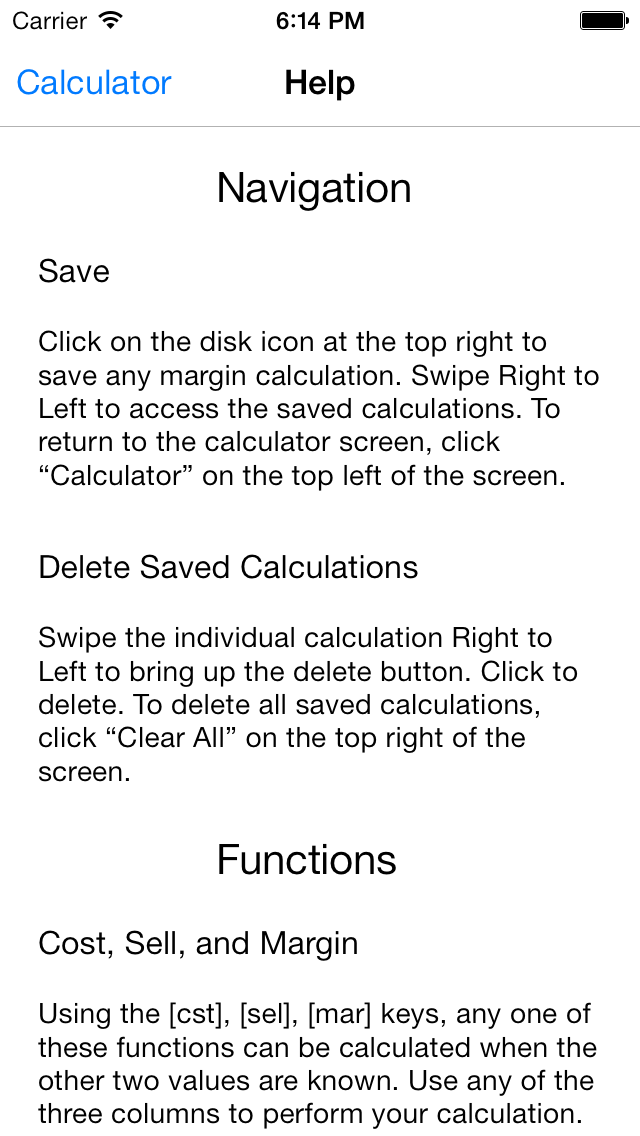 Carrier 6:14 PM
Calculator Help
Navigation
Save
Click on the disk icon at the top right to
save any margin calculation. Swipe Right to
Left to access the saved calculations. To
return to the calculator screen, click
“Calculator” on the top left of the screen.
Delete Saved Calculations
Swipe the individual calculation Right to
Left to bring up the delete button. Click to
delete. To delete all saved calculations,
click “Clear All” on the top right of the
screen.
Functions
Cost, Sell, and Margin
Using the [cst], [sel], [mar] keys, any one of
these functions can be calculated when the
other two values are known. Use any of the
three columns to perform your calculation.